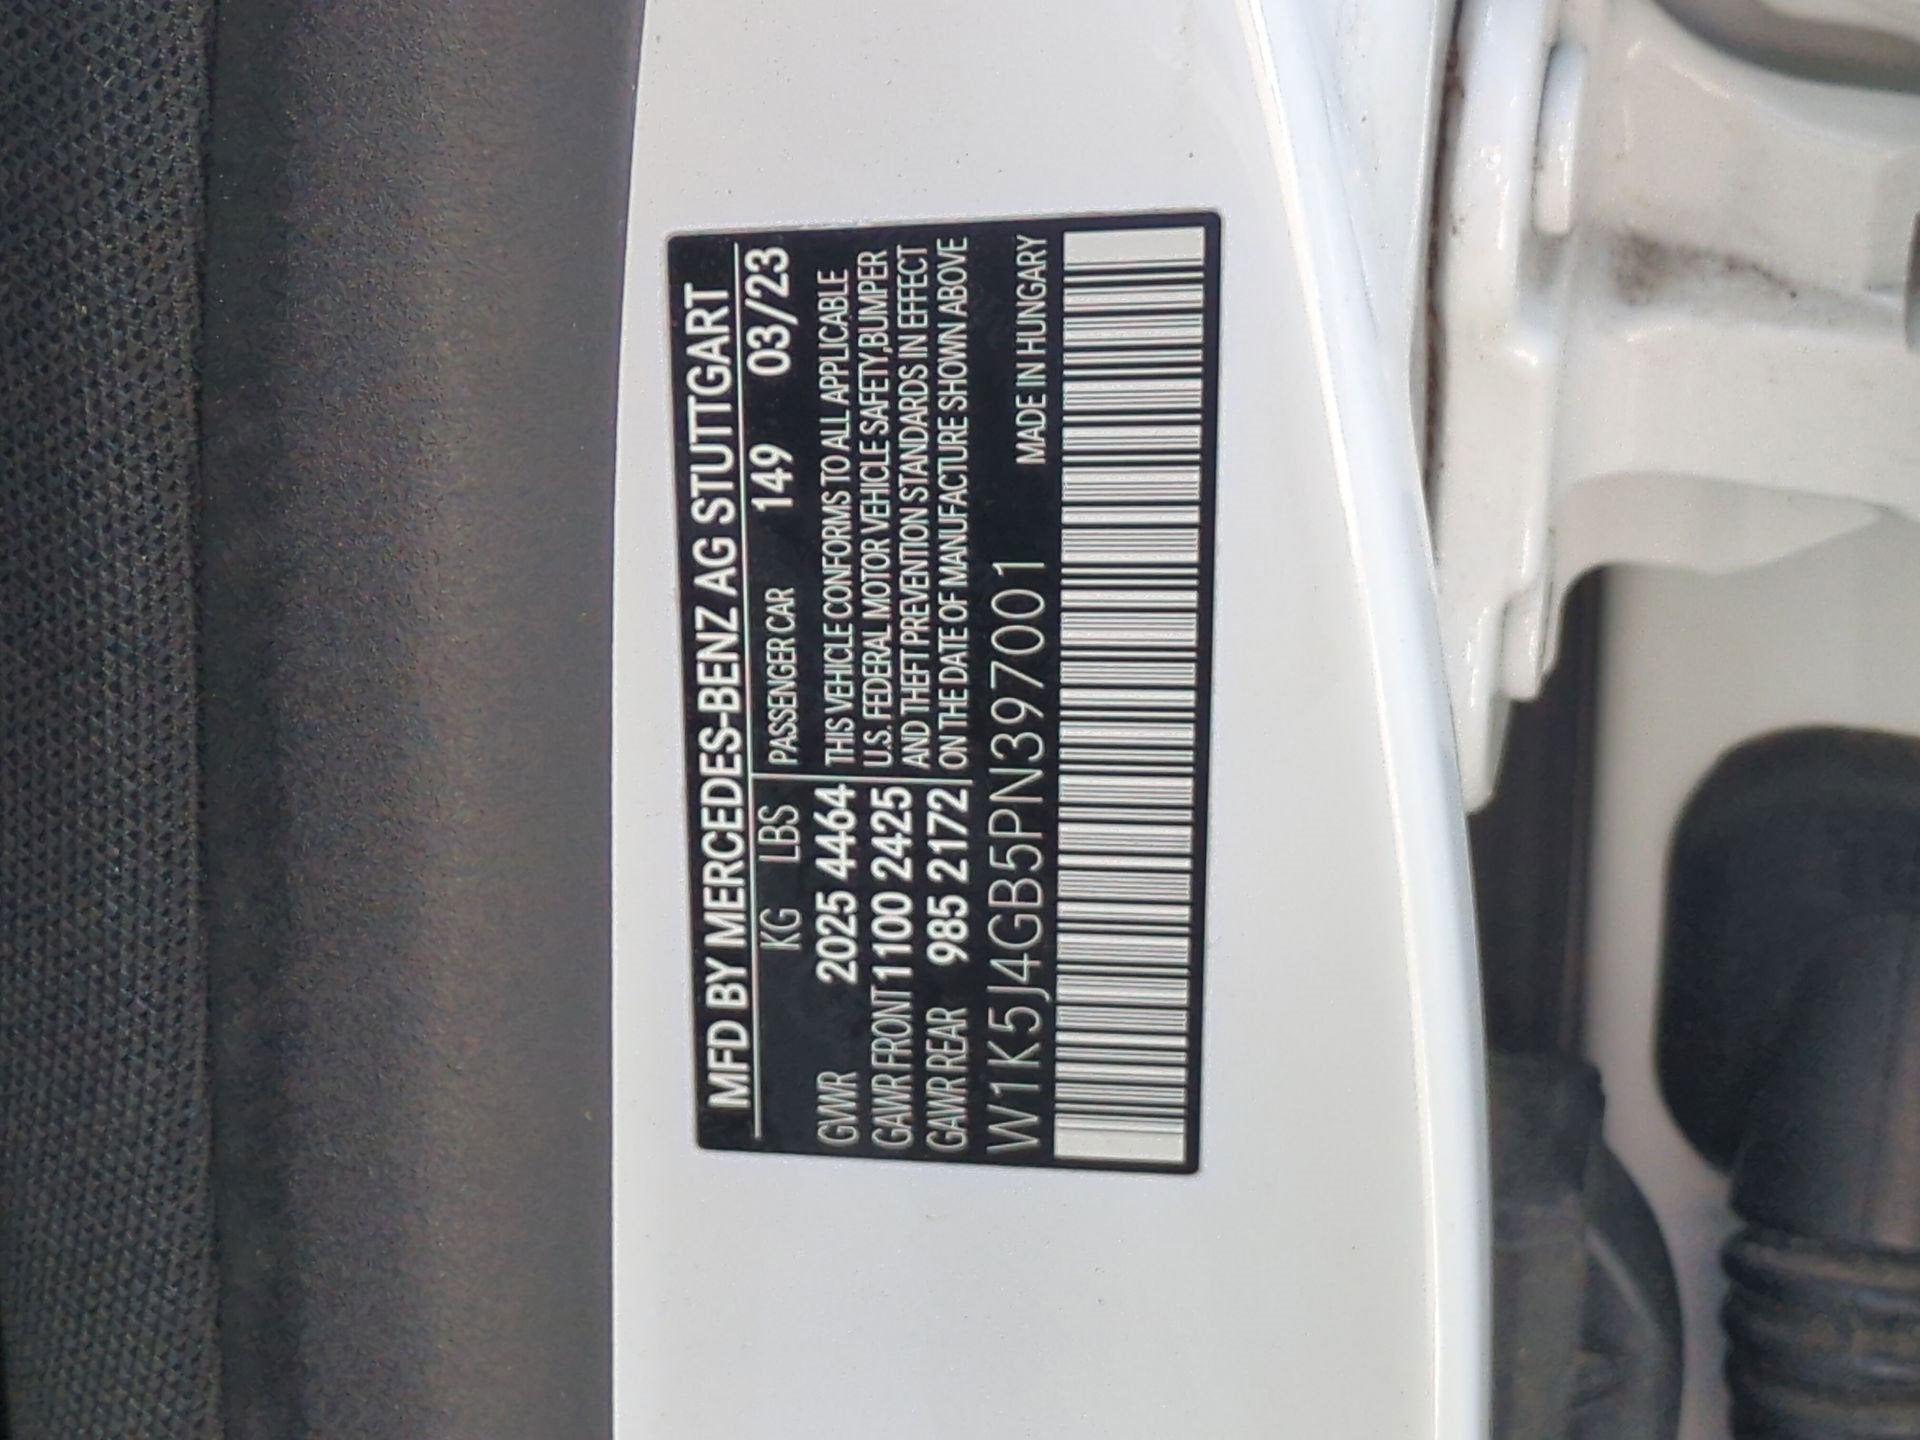 MFD BY MERCEDES-BENZ AG STUTTGART
KG LBS PASSENGER CAR 149 03/23
GVWR 2025 4464 THIS VEHICLE CONFORMS TO ALL APPLICABLE
GAWR FRONT 1100 2425 U.S. FEDERAL MOTOR VEHICLE SAFETY,BUMPER
GAWR REAR 985 2172 AND THEFT PREVENTION STANDARDS IN EFFECT
ON THE DATE OF MANUFACTURE SHOWN ABOVE
W1K5J4GB5PN397001 MADE IN HUNGARY